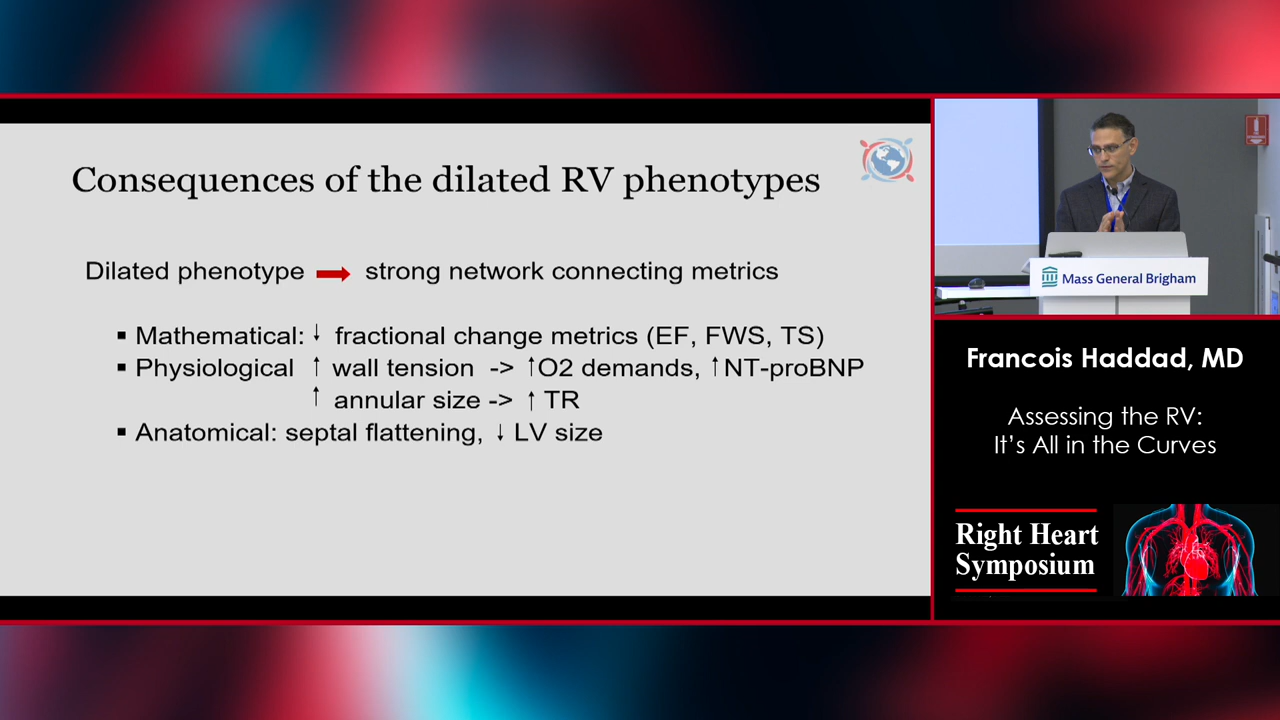 Consequences of the dilated RV phenotypes
Dilated phenotype ➡ strong network connecting metrics
▪ Mathematical: ↓ fractional change metrics (EF, FWS, TS)
▪ Physiological ↑ wall tension -> ↑O2 demands, ↑NT-proBNP
↑ annular size -> ↑ TR
▪ Anatomical: septal flattening, ↓ LV size
Mass General Brigham
Francois Haddad, MD
Assessing the RV:
It's All in the Curves
Right Heart
Symposium